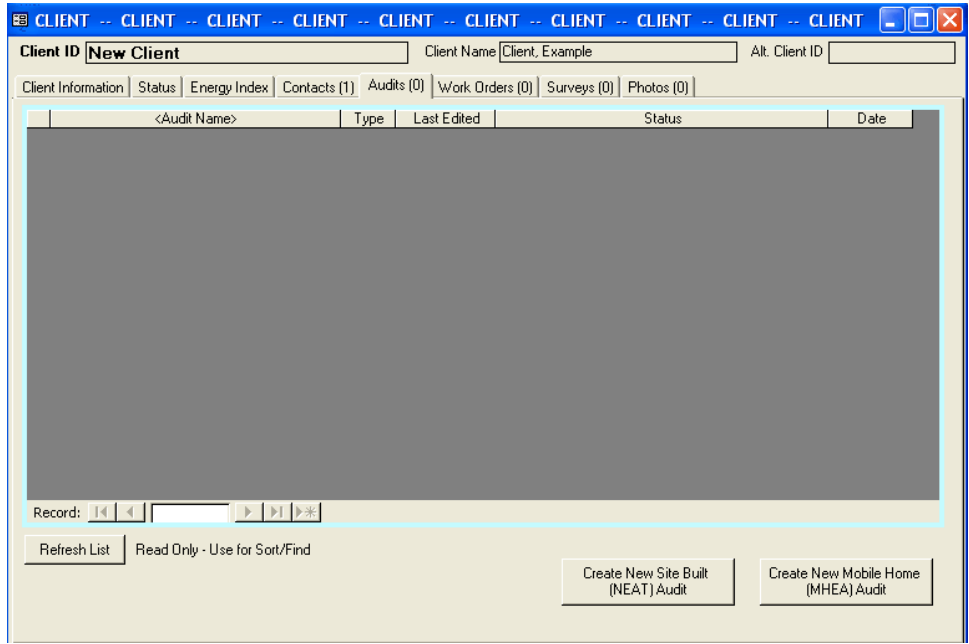 CLIENT -- CLIENT -- CLIENT -- CLIENT -- CLIENT -- CLIENT -- CLIENT -- CLIENT -- CLIENT
Client ID New Client Client Name Client, Example Alt. Client ID
Client Information Status Energy Index Contacts (1) Audits (0) Work Orders (0) Surveys (0) Photos (0)
<Audit Name> Type Last Edited Status Date
Record:
Refresh List Read Only - Use for Sort/Find
Create New Site Built
(NEAT) Audit
Create New Mobile Home
(MHEA) Audit